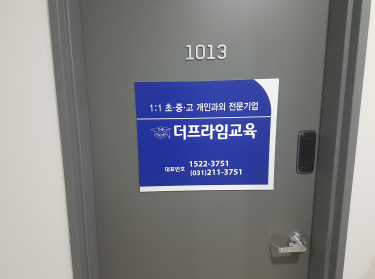 1013
1:1 초·중·고 개인과외 전문기업
더프라임교육
대표번호 1522-3751
(031)211-3751